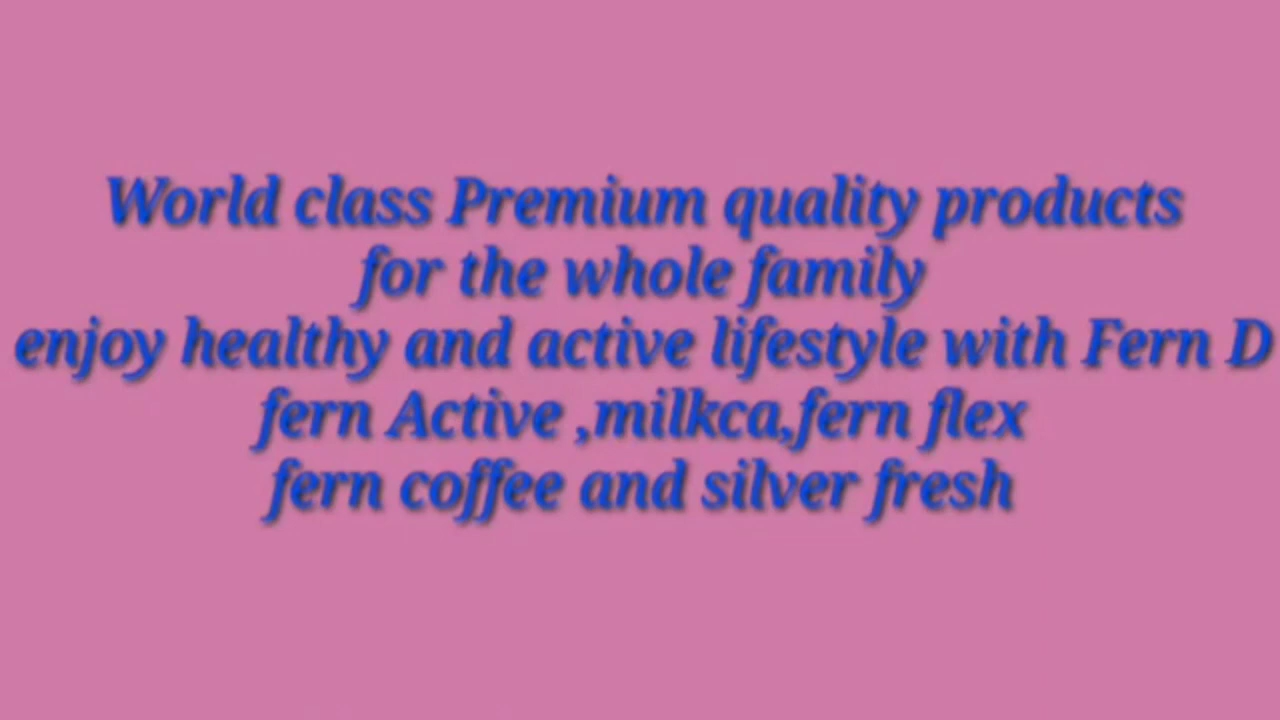 World class Premium quality products
for the whole family
enjoy healthy and active lifestyle with Fern D
fern Active ,milkca,fern flex
fern coffee and silver fresh